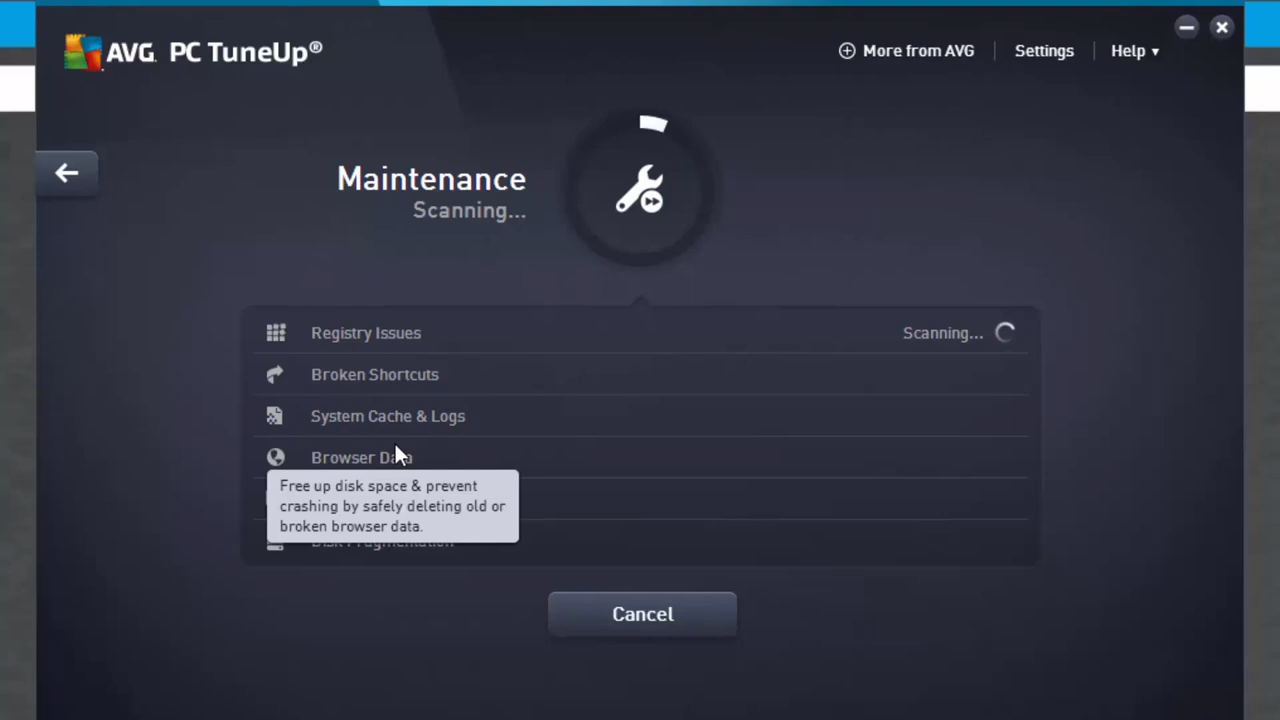 AVG PC TuneUp®
More from AVG
Settings
Help
Maintenance
Scanning...
Registry Issues
Scanning...
Broken Shortcuts
System Cache & Logs
Browser Data
Free up disk space & prevent
crashing by safely deleting old or
broken browser data.
Disk Fragmentation
Cancel